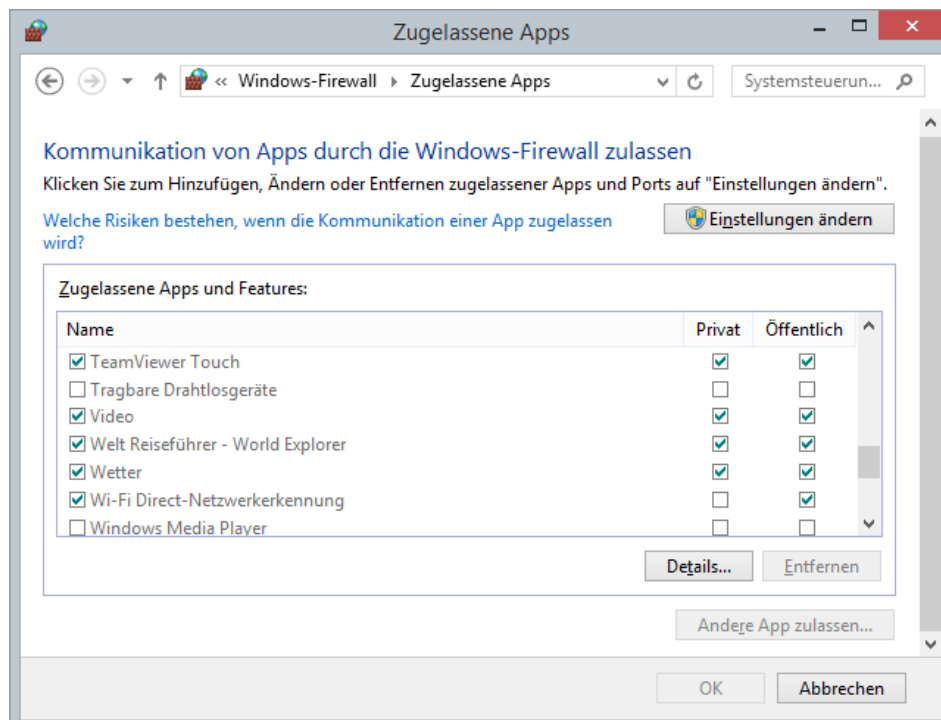 Zugelassene Apps
« Windows-Firewall Zugelassene Apps Systemsteuerun...
Kommunikation von Apps durch die Windows-Firewall zulassen
Klicken Sie zum Hinzufügen, Ändern oder Entfernen zugelassener Apps und Ports auf "Einstellungen ändern".
Welche Risiken bestehen, wenn die Kommunikation einer App zugelassen
wird?
Einstellungen ändern
Zugelassene Apps und Features:
Name Privat Öffentlich
TeamViewer Touch
Tragbare Drahtlosgeräte
Video
Welt Reiseführer - World Explorer
Wetter
Wi-Fi Direct-Netzwerkerkennung
Windows Media Player
Details... Entfernen
Andere App zulassen...
OK Abbrechen